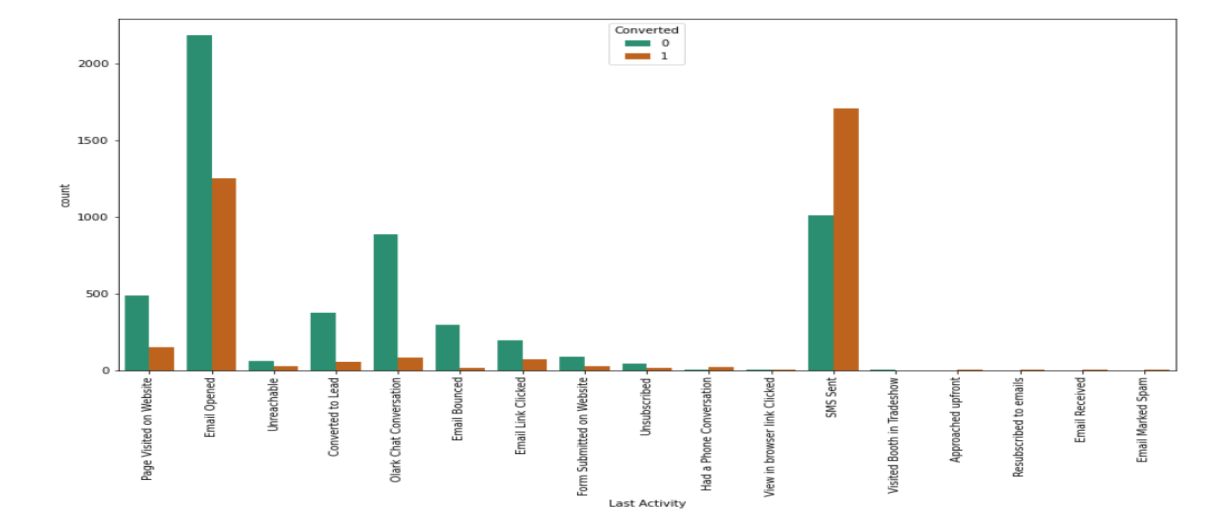 Converted
0
1
2000
1500
1000
500
0
count
Page Visited on Website
Email Opened
Unreachable
Converted to Lead
Olark Chat Conversation
Email Bounced
Email Link Clicked
Form Submitted on Website
Unsubscribed
Had a Phone Conversation
View in browser link Clicked
SMS Sent
Visited Booth in Tradeshow
Approached upfront
Resubscribed to emails
Email Received
Email Marked Spam
Last Activity